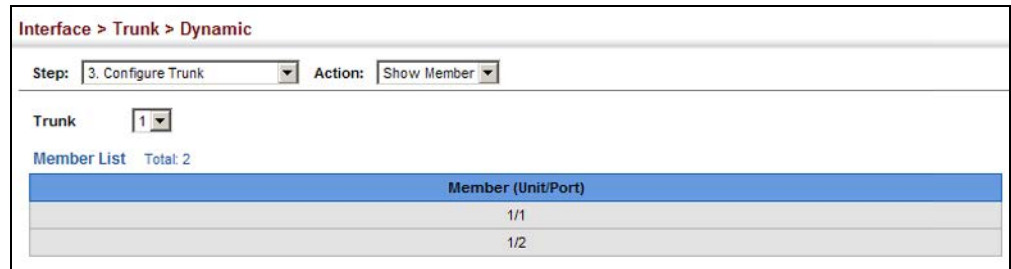 Interface > Trunk > Dynamic
Step: 3. Configure Trunk Action: Show Member
Trunk 1
Member List Total: 2
Member (Unit/Port)
1/1
1/2